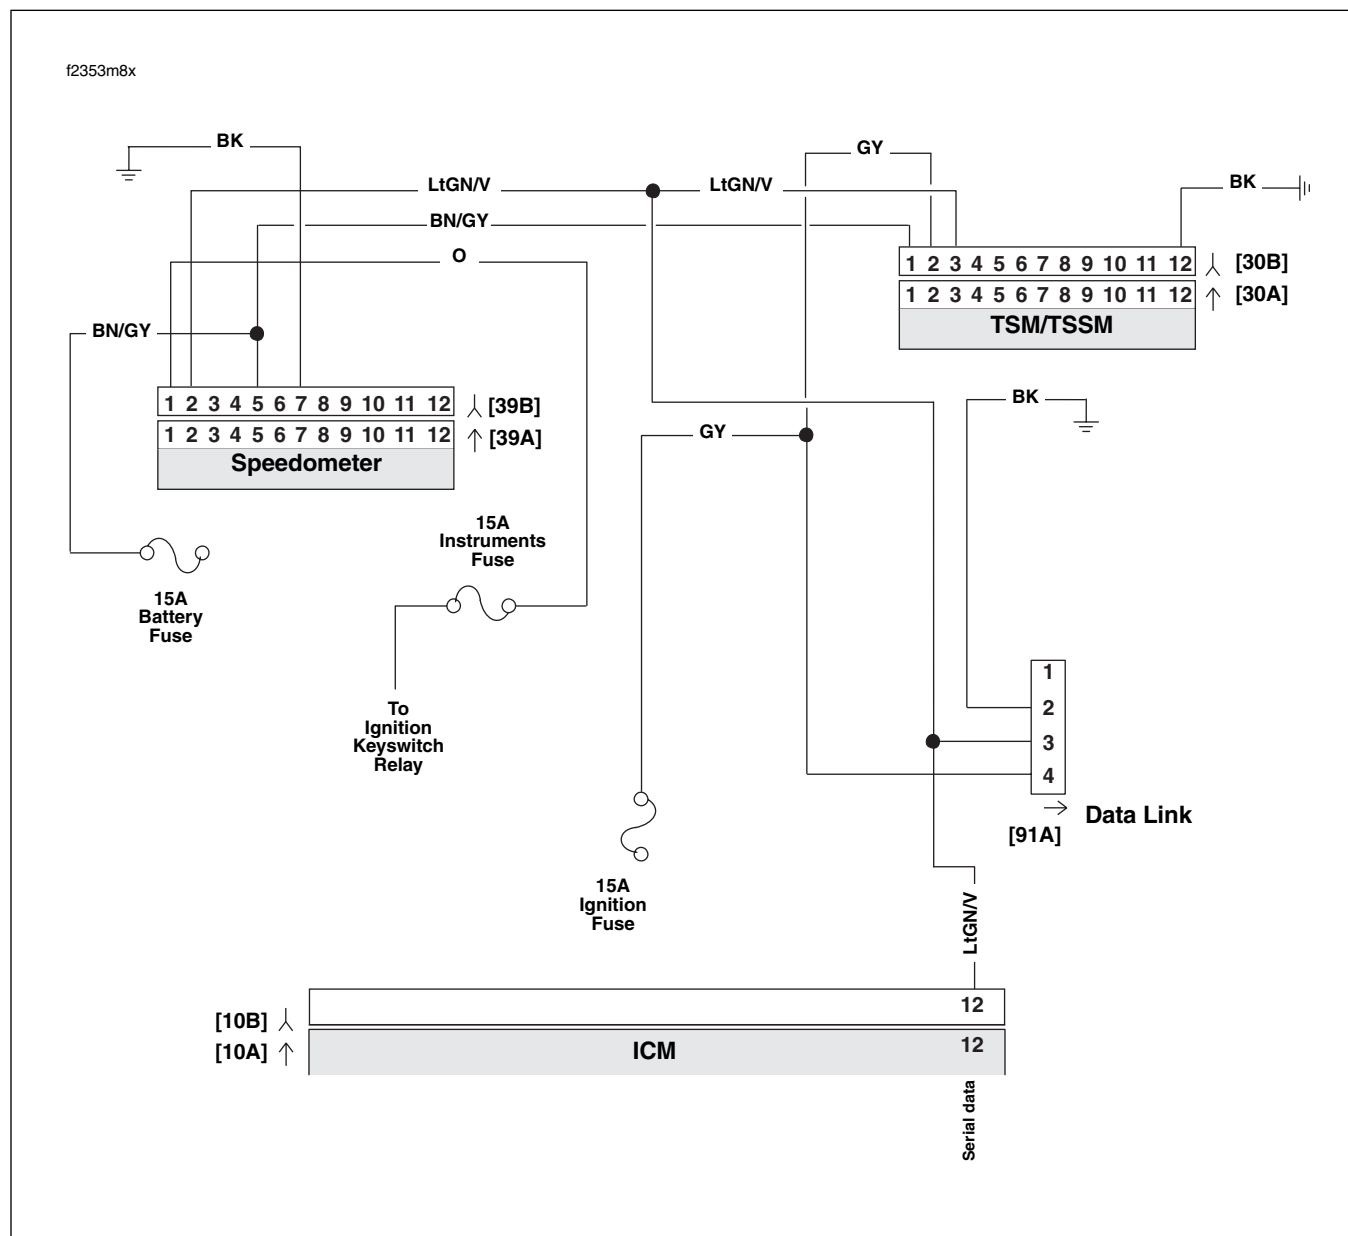 f2353m8x
BK
GY
LtGN/V
LtGN/V
BK
BN/GY
O
1 2 3 4 5 6 7 8 9 10 11 12
[30B]
1 2 3 4 5 6 7 8 9 10 11 12
[30A]
TSM/TSSM
BN/GY
1 2 3 4 5 6 7 8 9 10 11 12
[39B]
1 2 3 4 5 6 7 8 9 10 11 12
[39A]
Speedometer
BK
GY
15A
Instruments
Fuse
15A
Battery
Fuse
To
Ignition
Keyswitch
Relay
1
2
3
4
Data Link
[91A]
15A
Ignition
Fuse
LtGN/V
[10B]
12
[10A]
ICM
12
Serial data